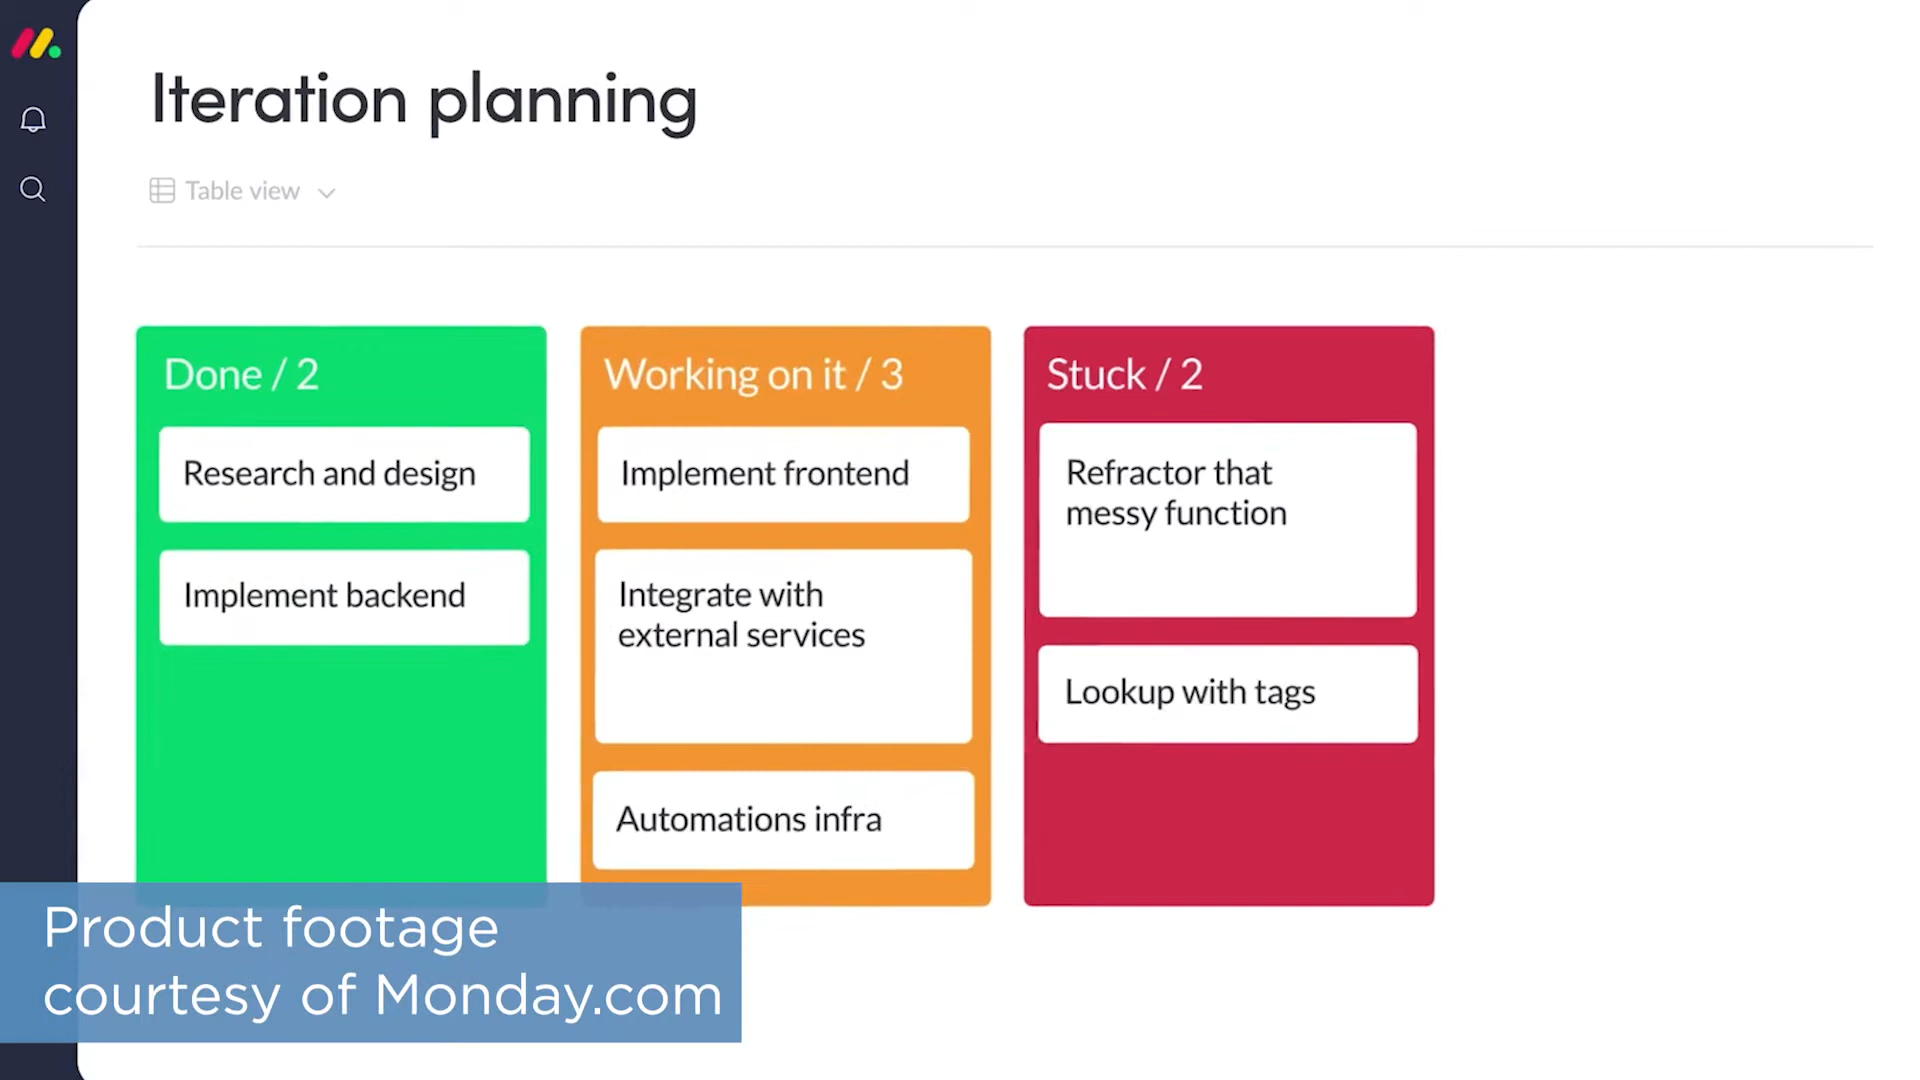 Iteration planning
Table view
Done / 2
Research and design
Implement backend
Working on it / 3
Implement frontend
Integrate with
external services
Automations infra
Stuck / 2
Refractor that
messy function
Lookup with tags
Product footage
courtesy of Monday.com